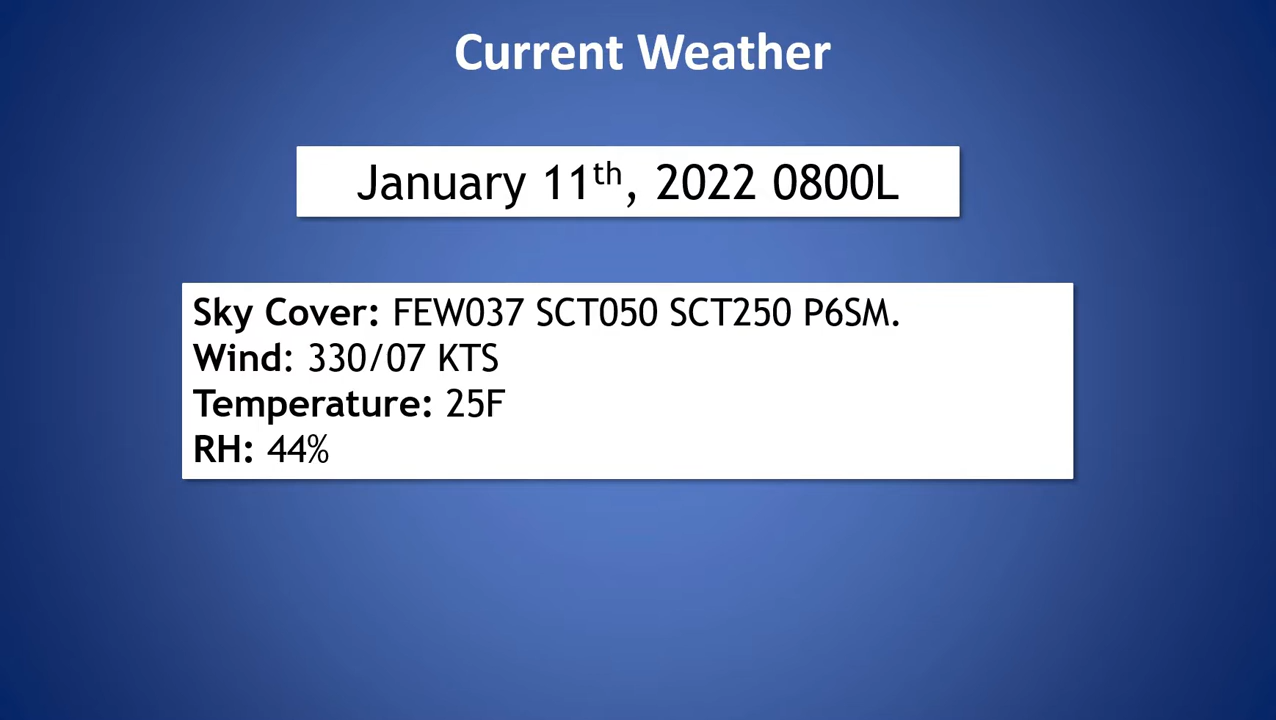 Current Weather
January 11th, 2022 0800L
Sky Cover: FEW037 SCT050 SCT250 P6SM.
Wind: 330/07 KTS
Temperature: 25F
RH: 44%